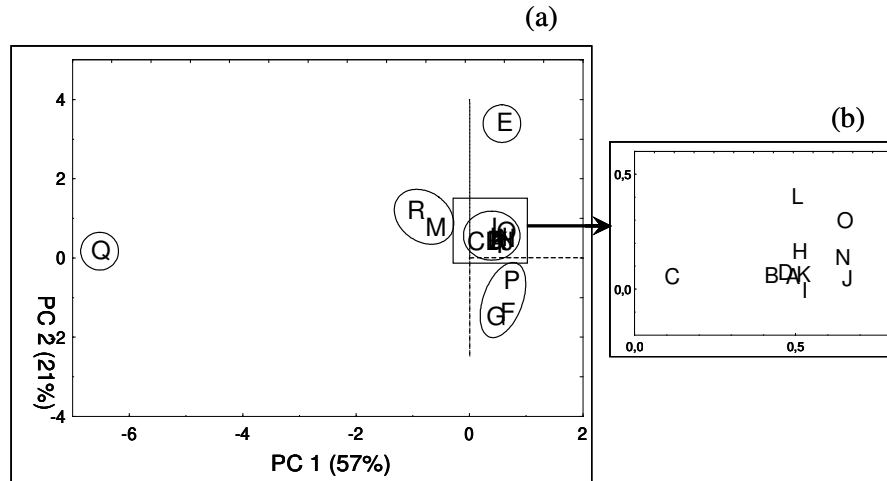 (a)
4
E
2
R
M
Q
C
0
P
G F
-2
-4
-6 -4 -2 0 2
PC 1 (57%)
PC 2 (21%)
(b)
0,5
L
O
H
N
C
B D A K
J
I
0,0
0,0 0,5